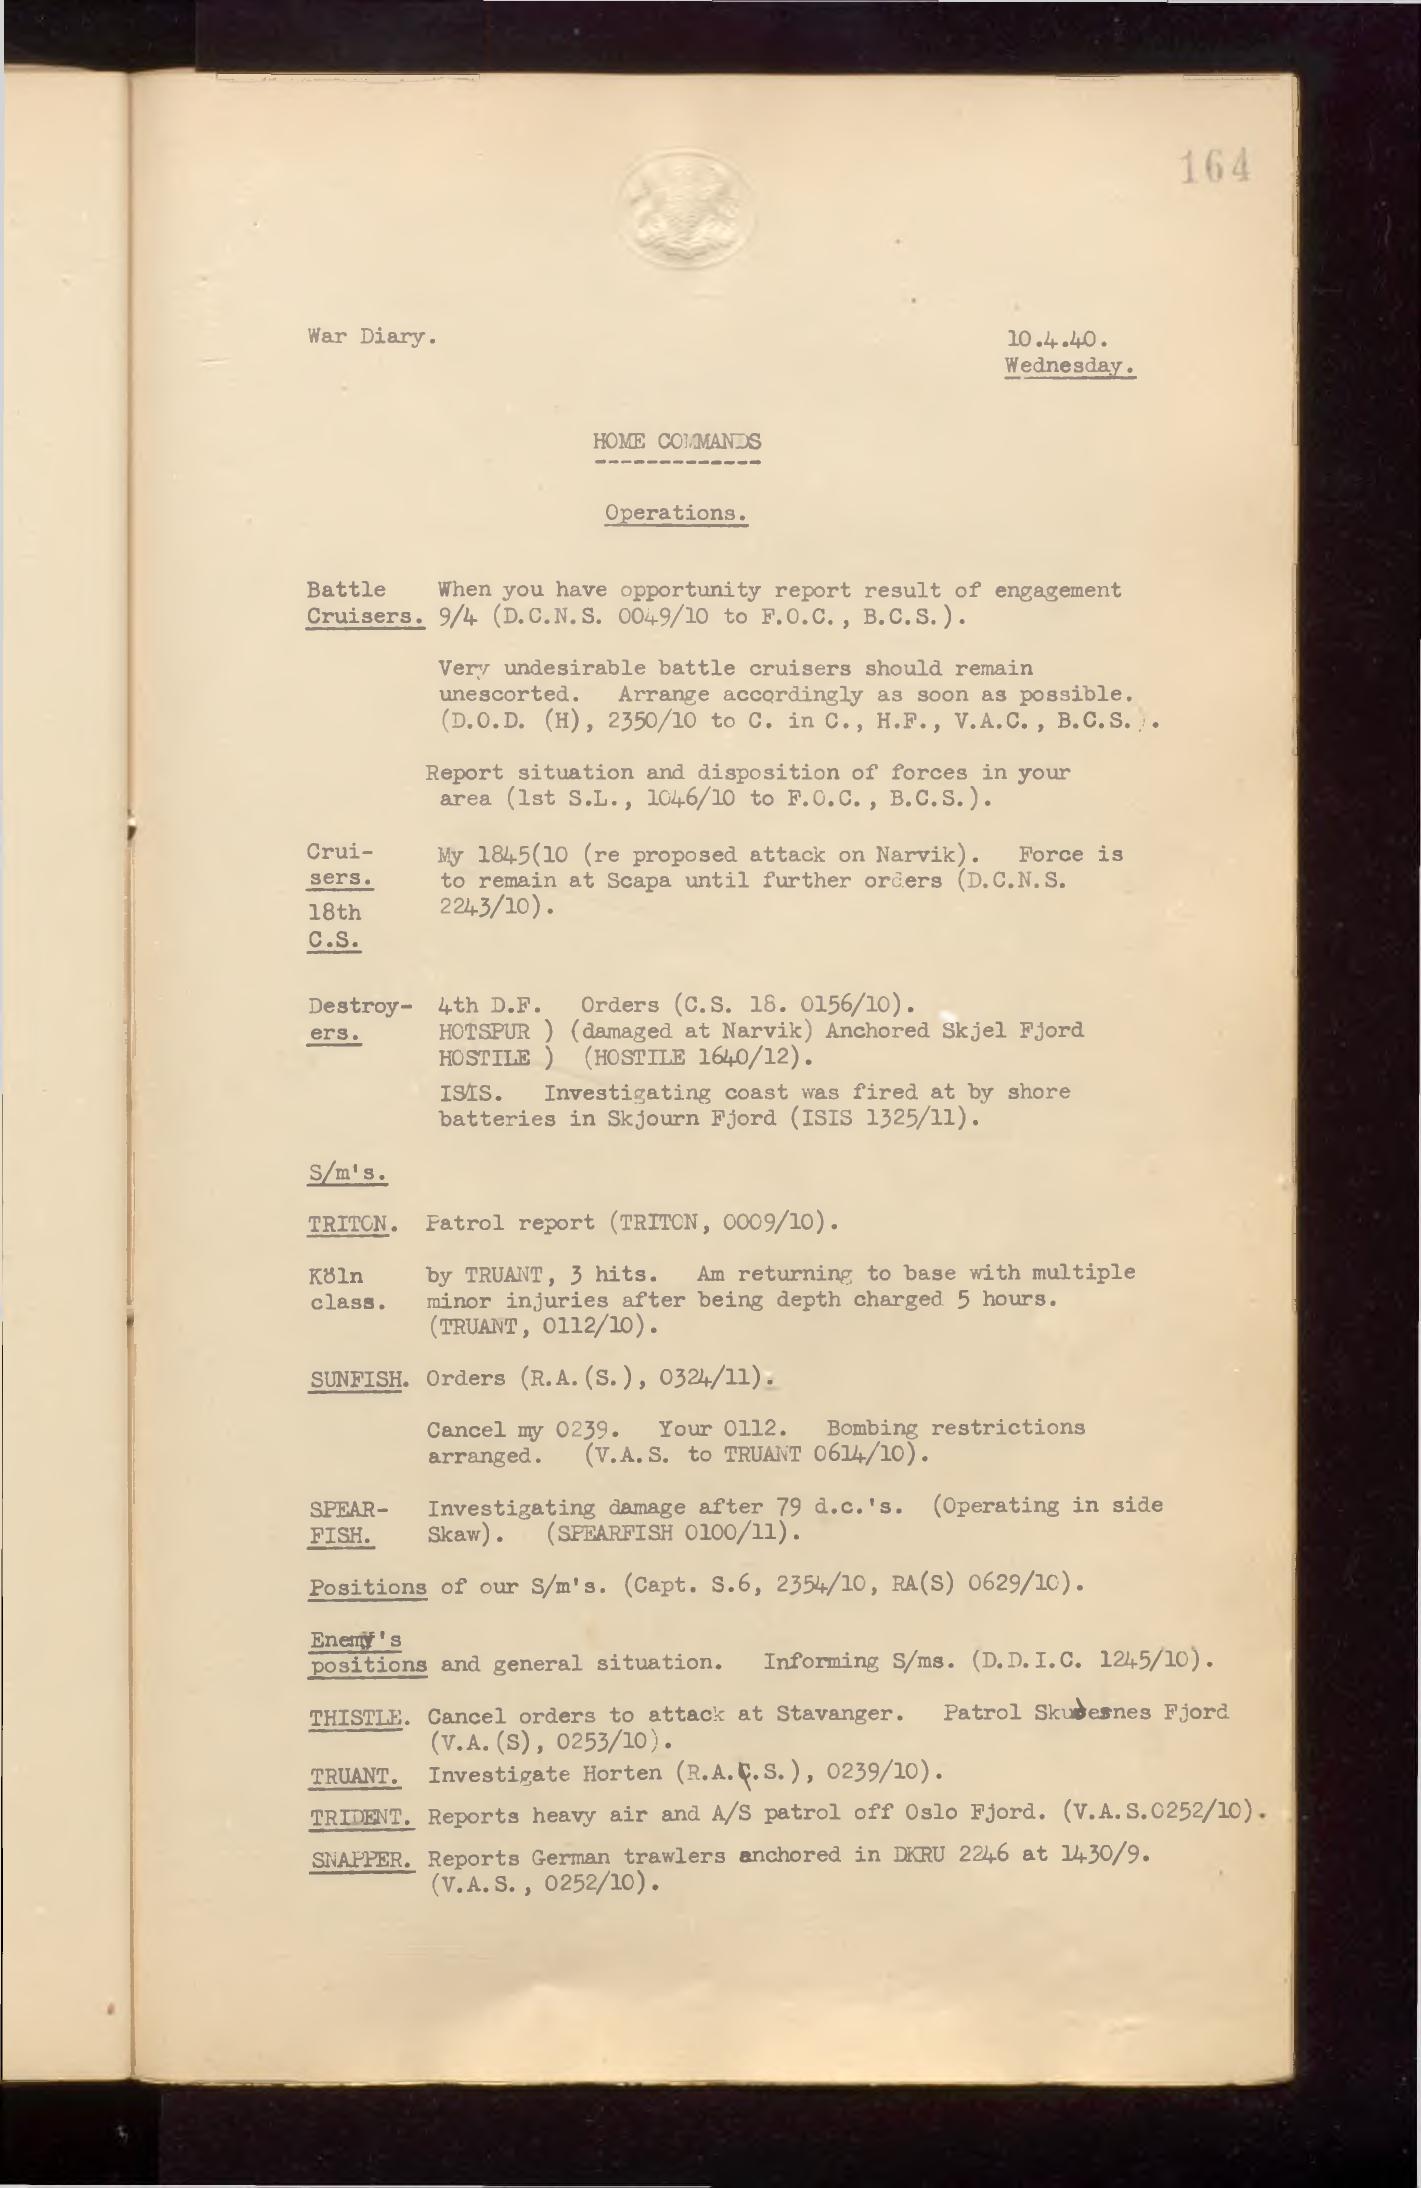 164
War Diary.
10.4.40.
Wednesday.
HOME COMMANDS
Operations.
Battle When you have opportunity report result of engagement
Cruisers. 9/4 (D.C.N.S. 0049/10 to F.O.C., B.C.S.).
Very undesirable battle cruisers should remain
unescorted. Arrange accordingly as soon as possible.
(D.O.D. (H), 2350/10 to C. in C., H.F., V.A.C., B.C.S.).
Report situation and disposition of forces in your
area (1st S.L., 1046/10 to F.O.C., B.C.S.).
Crui- My 1845(10 (re proposed attack on Narvik). Force is
sers. to remain at Scapa until further orders (D.C.N.S.
18th 2243/10).
C.S.
Destroy- 4th D.F. Orders (C.S. 18. 0156/10).
ers. HOTSPUR ) (damaged at Narvik) Anchored Skjel Fjord
HOSTILE ) (HOSTILE 1640/12).
ISIS. Investigating coast was fired at by shore
batteries in Skjourn Fjord (ISIS 1325/11).
S/m's.
TRITON. Patrol report (TRITON, 0009/10).
Köln by TRUANT, 3 hits. Am returning to base with multiple
class. minor injuries after being depth charged 5 hours.
(TRUANT, 0112/10).
SUNFISH. Orders (R.A.(S.), 0324/11).
Cancel my 0239. Your 0112. Bombing restrictions
arranged. (V.A.S. to TRUANT 0614/10).
SPEAR- Investigating damage after 79 d.c.'s. (Operating in side
FISH. Skaw). (SPEARFISH 0100/11).
Positions of our S/m's. (Capt. S.6, 2354/10, RA(S) 0629/10).
Enemy's
positions and general situation. Informing S/ms. (D.D.I.C. 1245/10).
THISTLE. Cancel orders to attack at Stavanger. Patrol Skudesnes Fjord
(V.A.(S), 0253/10).
TRUANT. Investigate Horten (R.A.(.S.), 0239/10).
TRIDENT. Reports heavy air and A/S patrol off Oslo Fjord. (V.A.S.0252/10).
SNAPPER. Reports German trawlers anchored in DKRU 2246 at 1430/9.
(V.A.S., 0252/10).